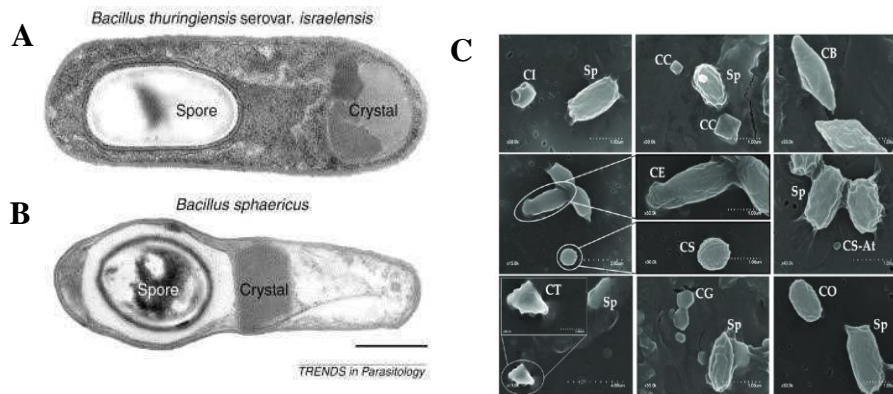 A
Bacillus thuringiensis serovar. israelensis
Spore
Crystal
B
Bacillus sphaericus
Spore
Crystal
TRENDS in Parasitology
C
CI
Sp
CC
Sp
CC
CB
CE
CS
Sp
CS-At
CT
Sp
CG
Sp
CO
Sp